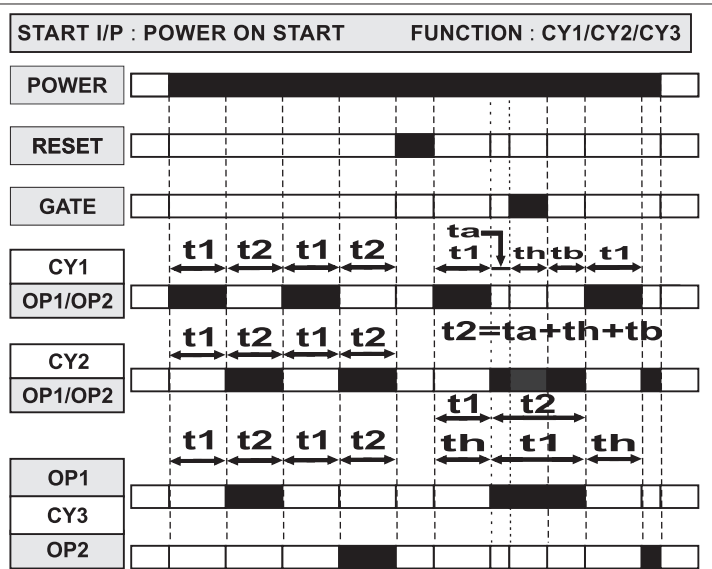 START I/P : POWER ON START FUNCTION : CY1/CY2/CY3
POWER
RESET
GATE
ta
t1 t2 t1 t2 t1 th tb t1
CY1
OP1/OP2
t2=ta+th+tb
t1 t2 t1 t2
CY2
OP1/OP2
t1 t2
t1 t2 t1 t2 th t1 th
OP1
CY3
OP2